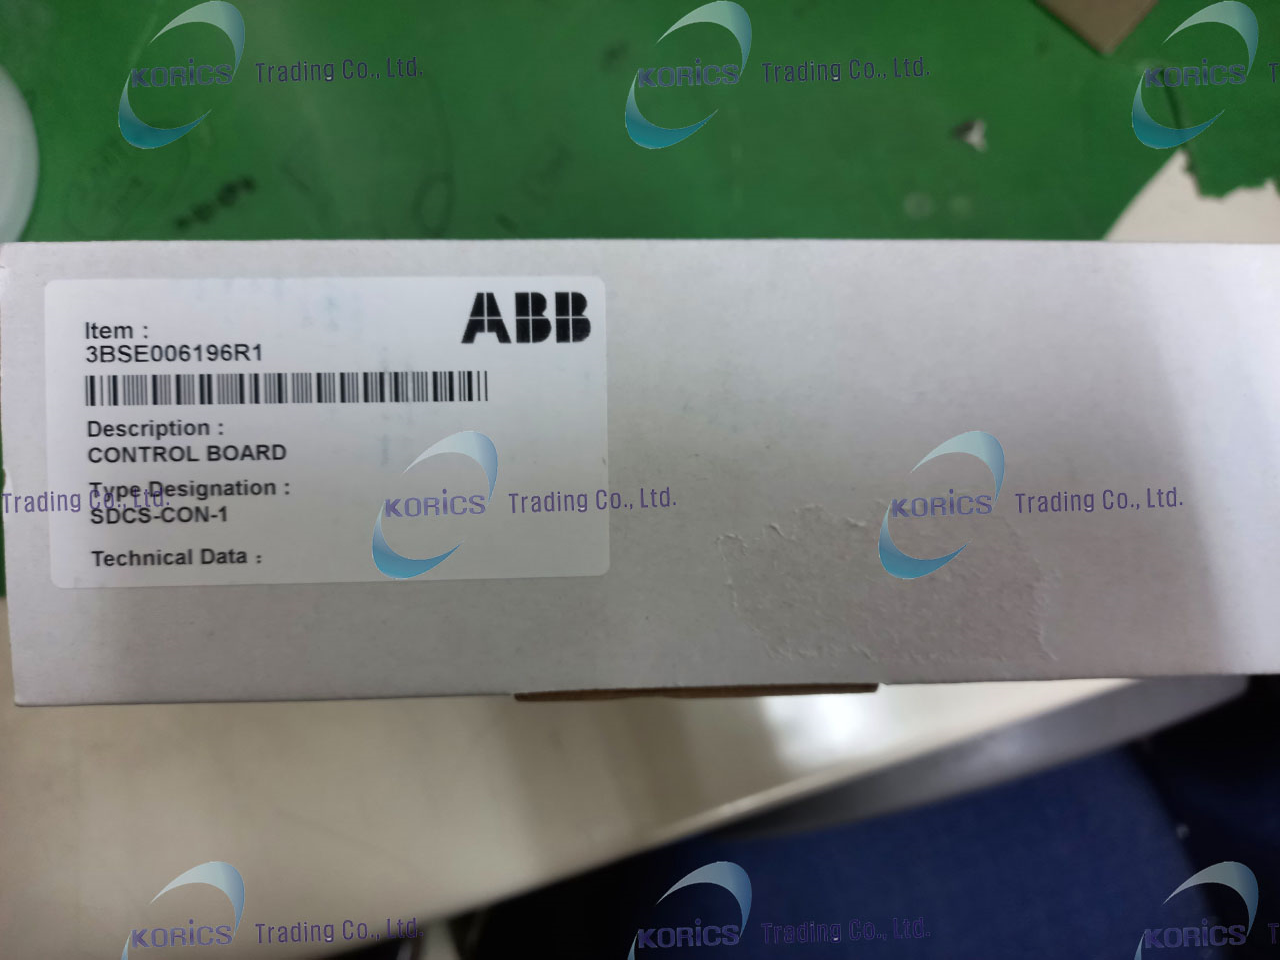 KORiCS Trading Co., Ltd.
KORiCS Trading Co., Ltd.
KORiCS
ABB
Item :
3BSE006196R1
Description :
CONTROL BOARD
Type Designation :
Trading Co., Ltd.
KORiCS Trading Co., Ltd.
KORiCS Trading Co., Ltd.
SDCS-CON-1
Technical Data :
KORiCS Trading Co., Ltd.
KORiCS Trading Co., Ltd.
KORiCS